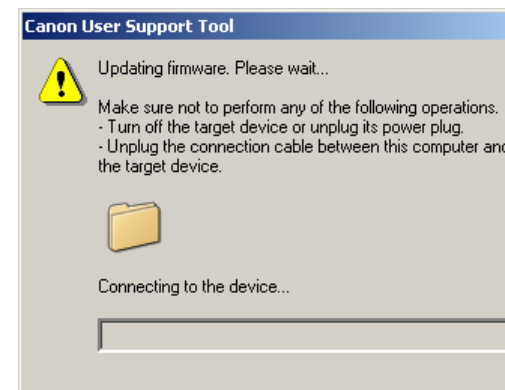 Canon User Support Tool
Updating firmware. Please wait...
Make sure not to perform any of the following operations.
- Turn off the target device or unplug its power plug.
- Unplug the connection cable between this computer and
the target device.
Connecting to the device...